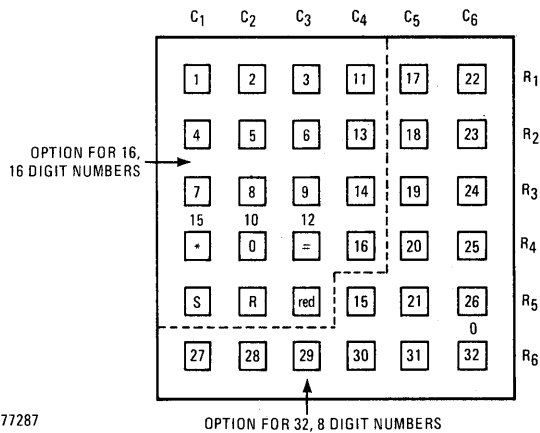 C1 C2 C3 C4 C5 C6
1 2 3 11 17 22 R1
4 5 6 13 18 23 R2
OPTION FOR 16,
16 DIGIT NUMBERS
7 8 9 14 19 24 R3
15 10 12
* 0 = 16 20 25 R4
S R red 15 21 26 R5
0
27 28 29 30 31 32 R6
77287
OPTION FOR 32, 8 DIGIT NUMBERS